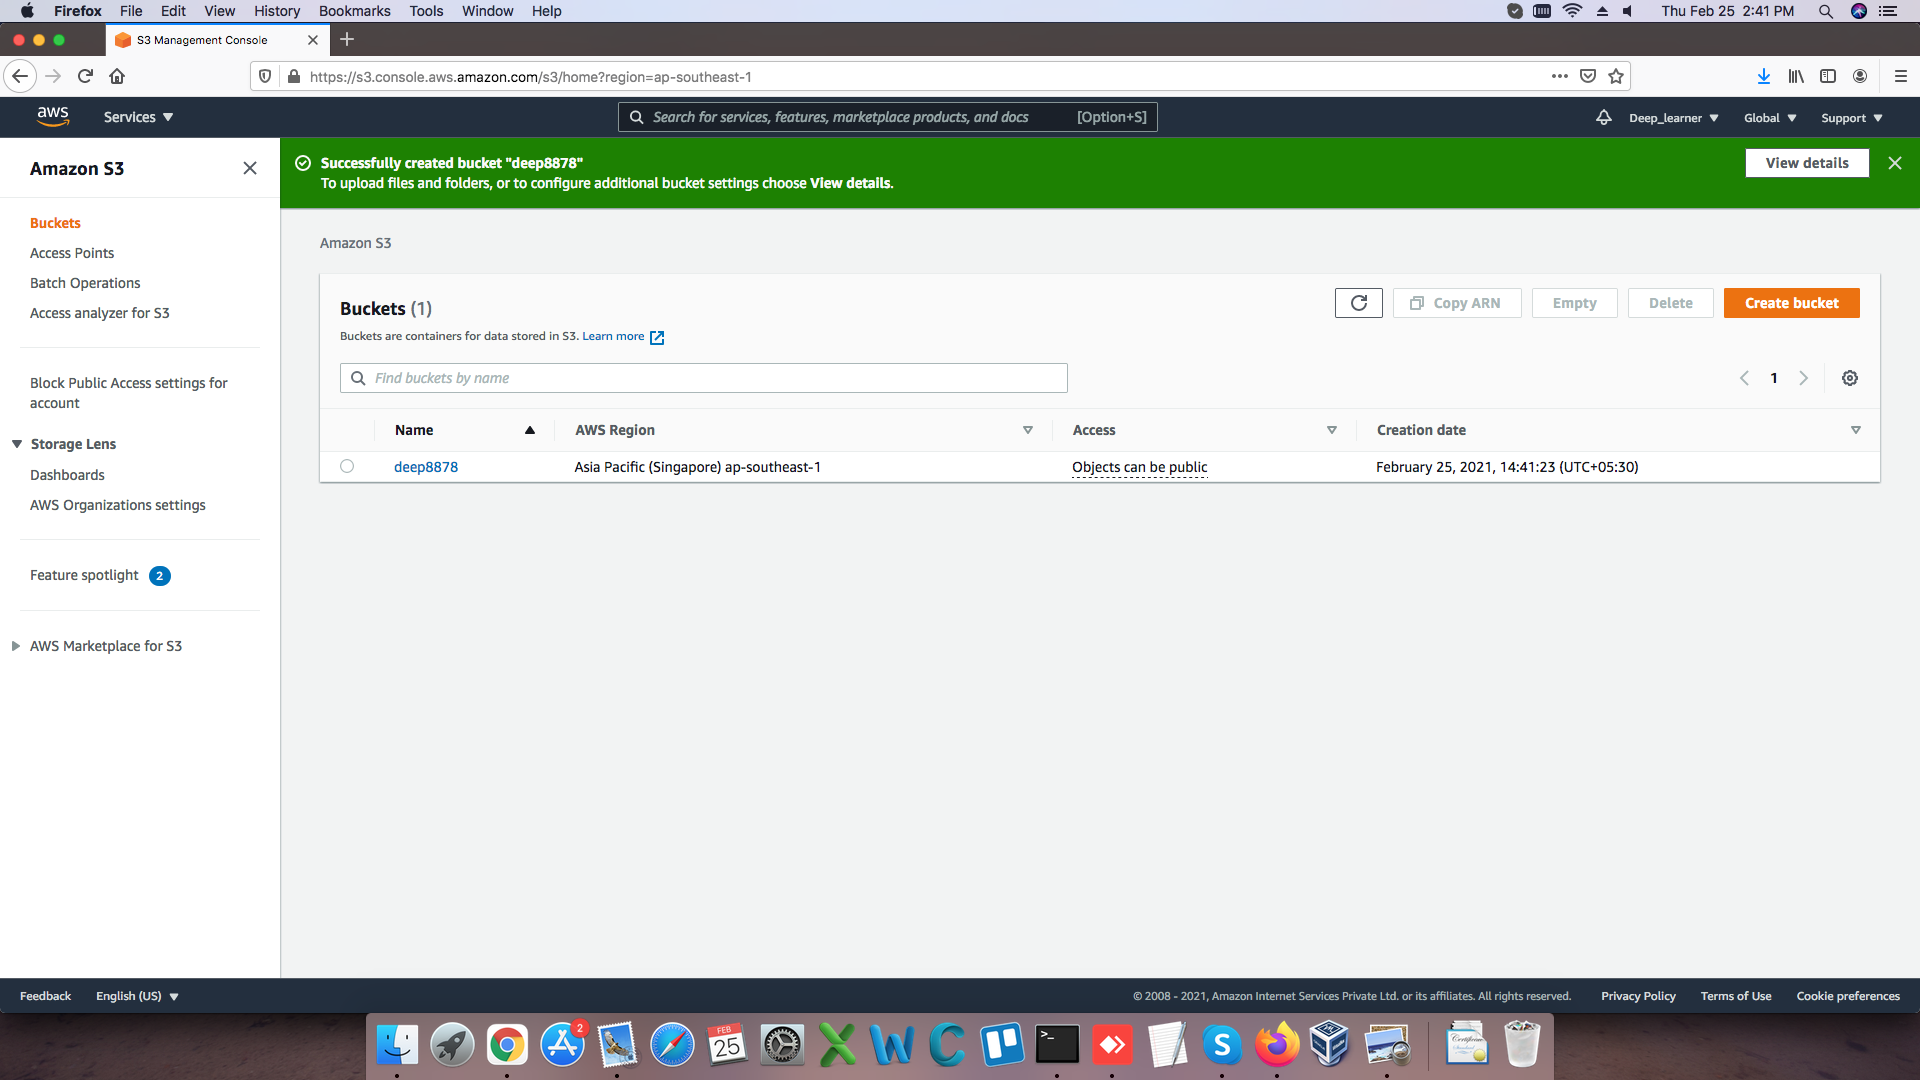 Firefox File Edit View History Bookmarks Tools Window Help Thu Feb 25 2:41 PM
S3 Management Console
https://s3.console.aws.amazon.com/s3/home?region=ap-southeast-1
aws Services Search for services, features, marketplace products, and docs [Option+S] Deep_learner Global Support
Amazon S3
Buckets
Access Points
Batch Operations
Access analyzer for S3
Block Public Access settings for
account
Storage Lens
Dashboards
AWS Organizations settings
Feature spotlight 2
AWS Marketplace for S3
Successfully created bucket "deep8878"
To upload files and folders, or to configure additional bucket settings choose View details.
View details
Amazon S3
Buckets (1)
Copy ARN Empty Delete Create bucket
Buckets are containers for data stored in S3. Learn more
Find buckets by name
1
Name AWS Region Access Creation date
deep8878 Asia Pacific (Singapore) ap-southeast-1 Objects can be public February 25, 2021, 14:41:23 (UTC+05:30)
Feedback English (US) © 2008 - 2021, Amazon Internet Services Private Ltd. or its affiliates. All rights reserved. Privacy Policy Terms of Use Cookie preferences
2
FEB
25